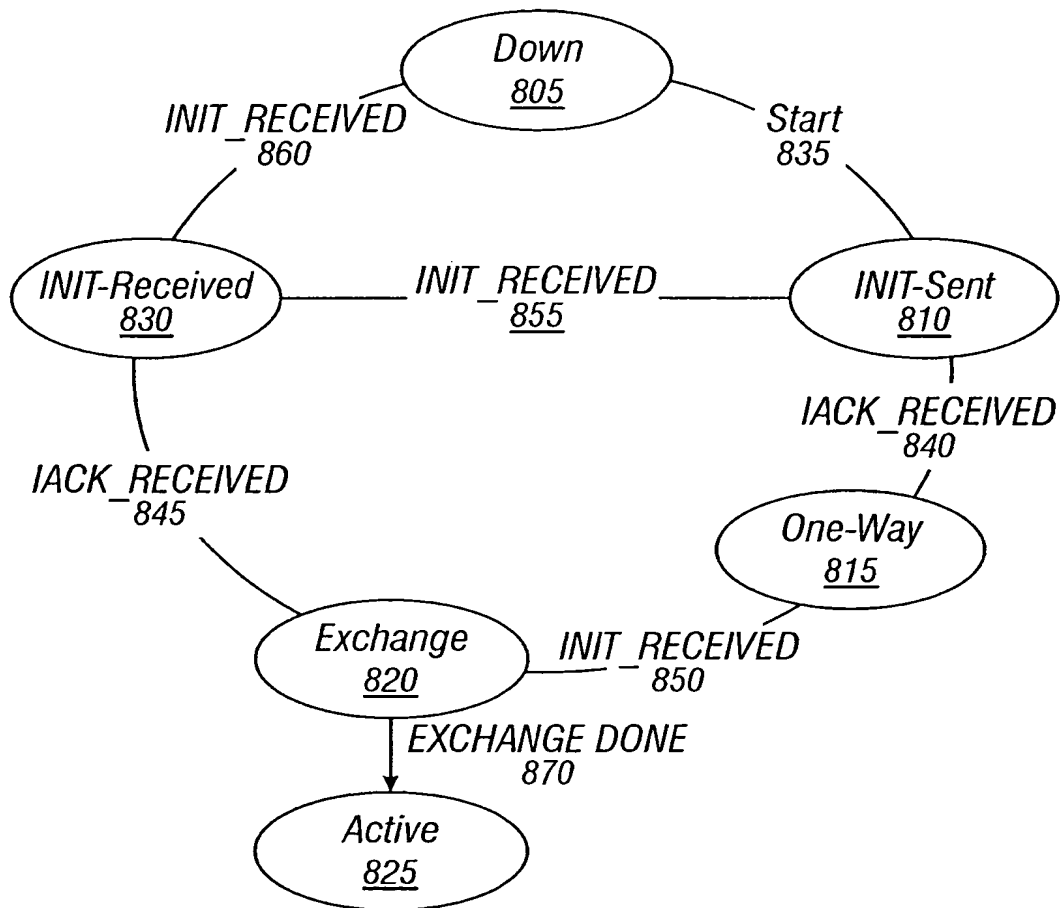 Down
805
INIT_RECEIVED
860
Start
835
INIT-Received
830
INIT_RECEIVED
855
INIT-Sent
810
IACK_RECEIVED
840
IACK_RECEIVED
845
One-Way
815
Exchange
820
INIT_RECEIVED
850
EXCHANGE DONE
870
Active
825